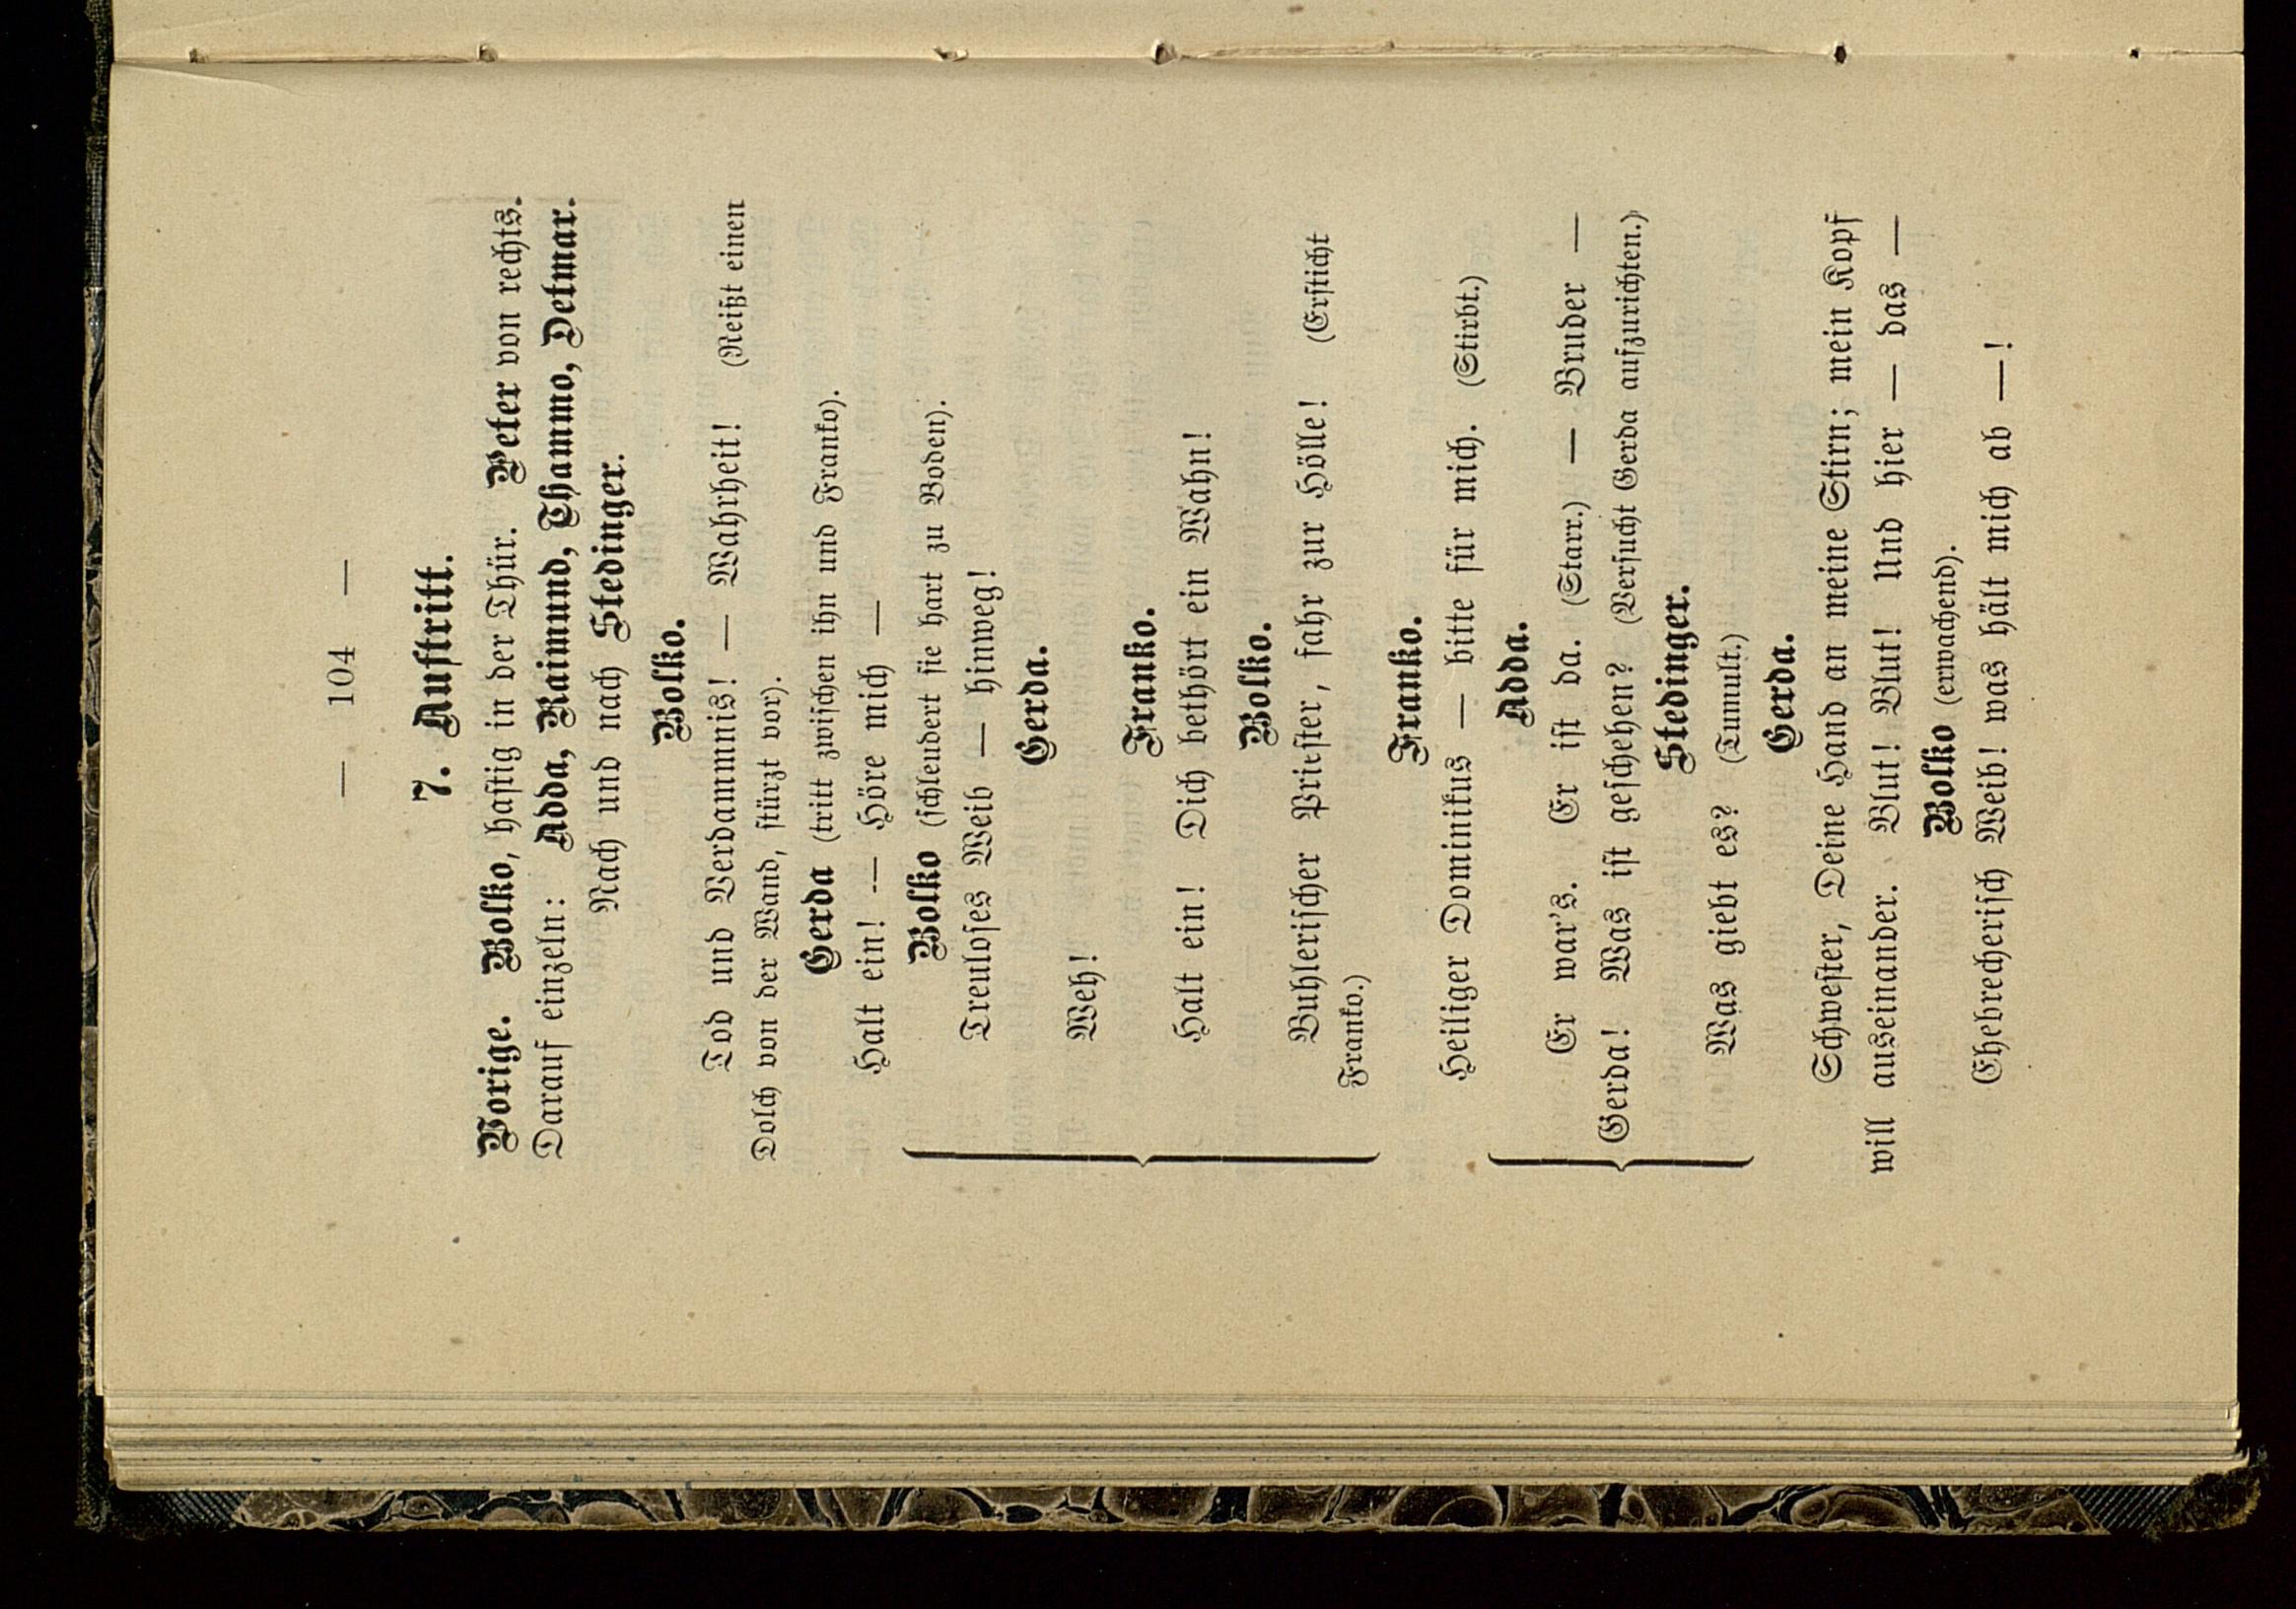 — 104 —
7. Auftritt.
Vorige. Bolko, hastig in der Thür. Peter von rechts.
Darauf einzeln: Adda, Raimund, Thammo, Detmar.
Nach und nach Stedinger.
Bolko.
Tod und Verdammnis! — Wahrheit! (Reißt einen
Dolch von der Wand, stürzt vor).
Gerda (tritt zwischen ihn und Franko).
Halt ein! — Höre mich —
Bolko (schleudert sie hart zu Boden).
Treuloses Weib — hinweg!
Gerda.
Weh!
Franko.
Halt ein! Dich bethört ein Wahn!
Bolko.
Buhlerischer Priester, fahr zur Hölle! (Ersticht
Franko.)
Franko.
Heiliger Dominikus — bitte für mich. (Stirbt.)
Adda.
Er war's. Er ist da. (Starr.) — Bruder —
Gerda! Was ist geschehen? (Versucht Gerda aufzurichten.)
Stedinger.
Was giebt es? (Tumult.)
Gerda.
Schwester, Deine Hand an meine Stirn; mein Kopf
will auseinander. Blut! Blut! Und hier — das —
Bolko (erwachend).
Ehebrecherisch Weib! was hält mich ab —!